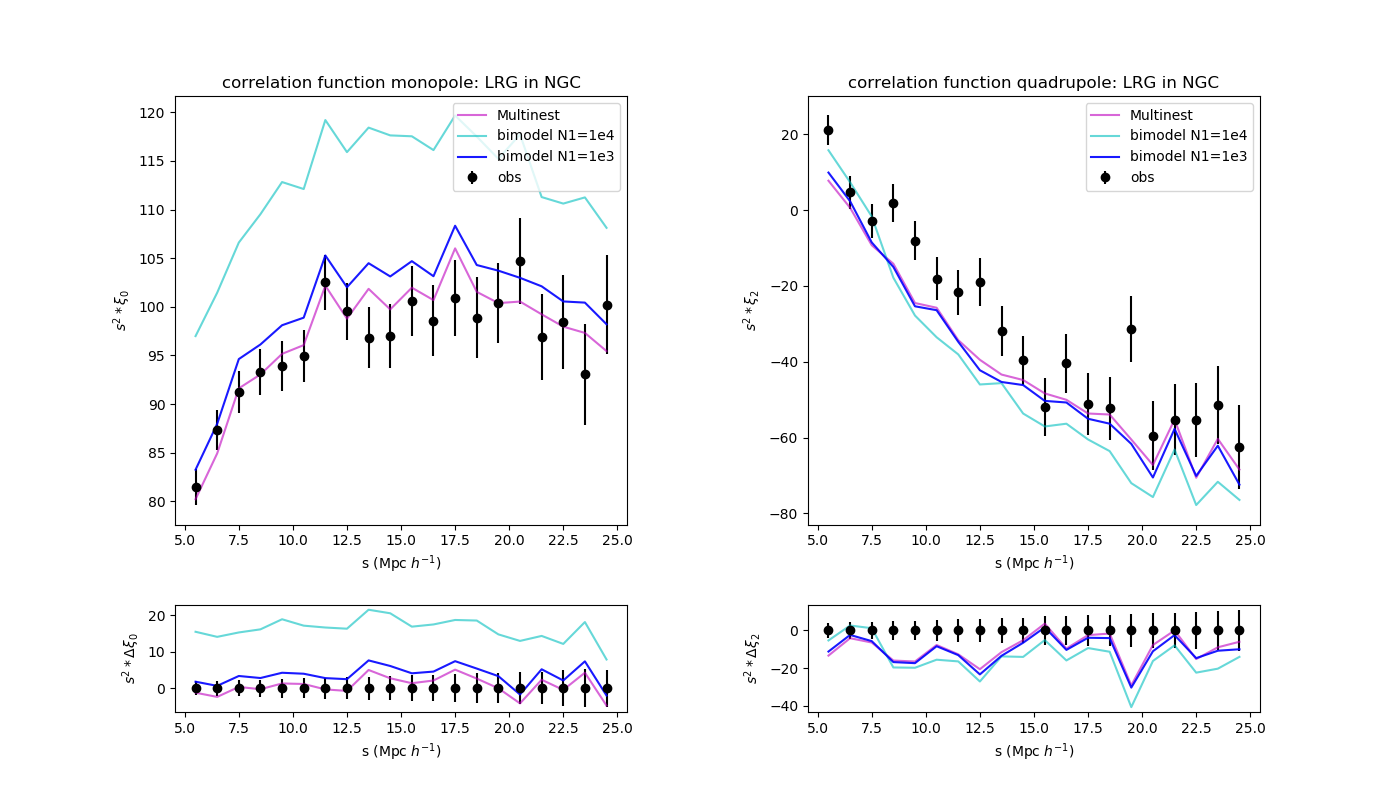 correlation function monopole: LRG in NGC
120
115
110
105
100
95
90
85
80
s² * ξ₀
Multinest
bimodel N1=1e4
bimodel N1=1e3
obs
5.0 7.5 10.0 12.5 15.0 17.5 20.0 22.5 25.0
s (Mpc h⁻¹)
20
10
0
s² * Δξ₀
5.0 7.5 10.0 12.5 15.0 17.5 20.0 22.5 25.0
s (Mpc h⁻¹)
correlation function quadrupole: LRG in NGC
20
0
−20
−40
−60
−80
s² * ξ₂
Multinest
bimodel N1=1e4
bimodel N1=1e3
obs
5.0 7.5 10.0 12.5 15.0 17.5 20.0 22.5 25.0
s (Mpc h⁻¹)
0
−20
−40
s² * Δξ₂
5.0 7.5 10.0 12.5 15.0 17.5 20.0 22.5 25.0
s (Mpc h⁻¹)